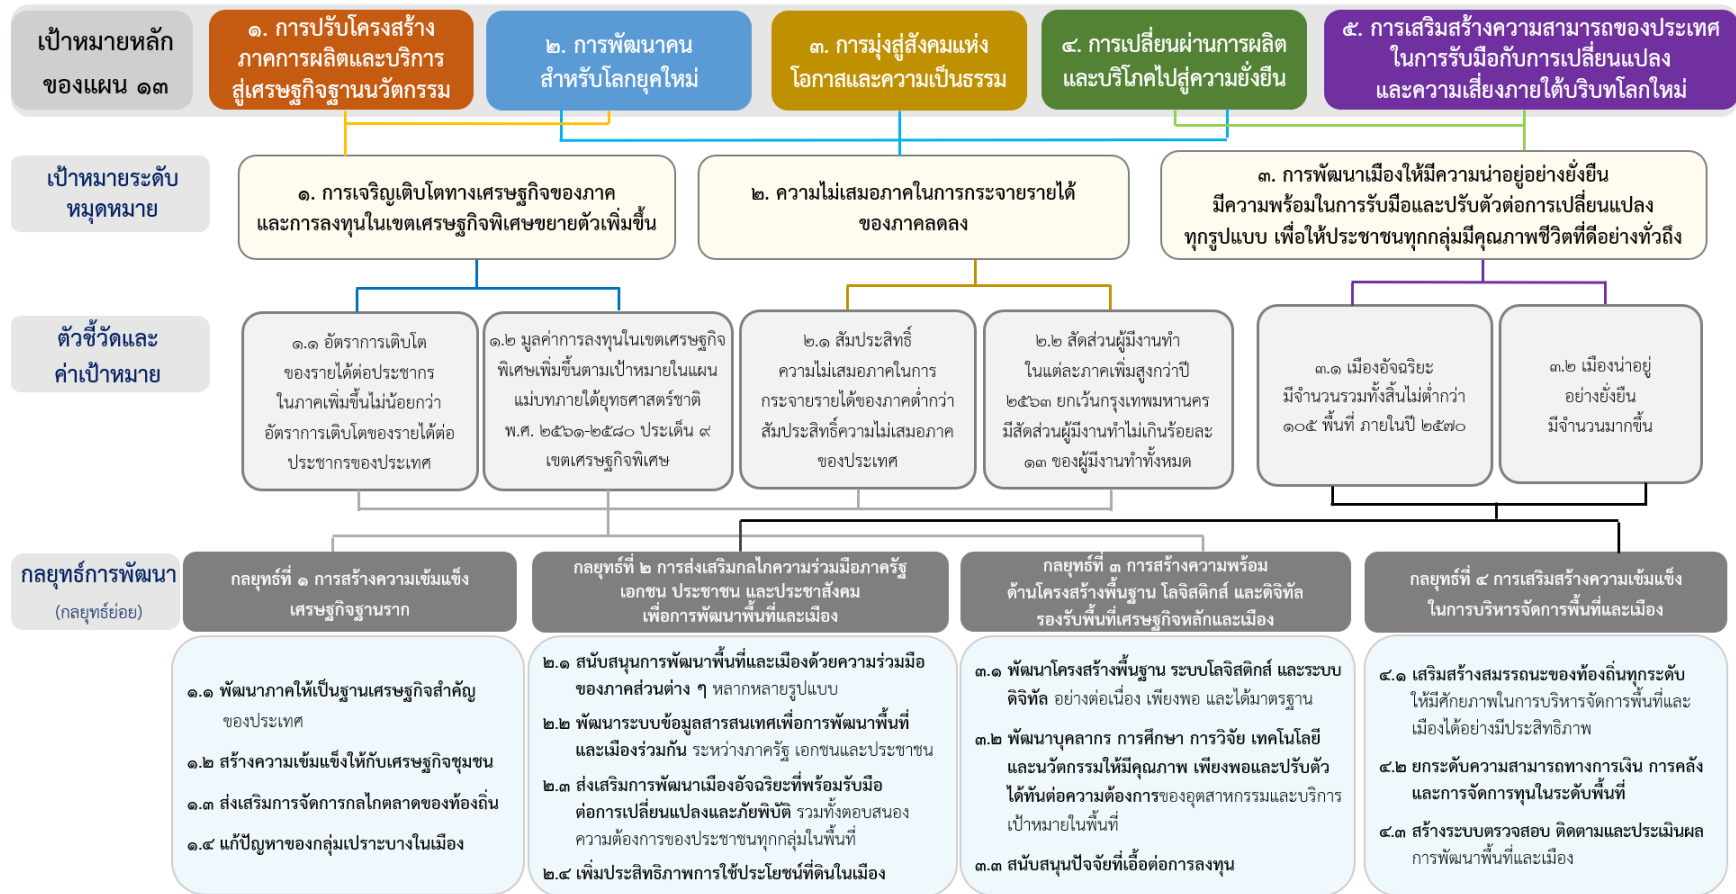 เป้าหมายหลัก
ของแผน ๑๓
๑. การปรับโครงสร้าง
ภาคการผลิตและบริการ
สู่เศรษฐกิจฐานนวัตกรรม
๒. การพัฒนาคน
สำหรับโลกยุคใหม่
๓. การมุ่งสู่สังคมแห่ง
โอกาสและความเป็นธรรม
๔. การเปลี่ยนผ่านการผลิต
และบริโภคไปสู่ความยั่งยืน
๕. การเสริมสร้างความสามารถของประเทศ
ในการรับมือกับการเปลี่ยนแปลง
และความเสี่ยงภายใต้บริบทโลกใหม่
เป้าหมายระดับ
หมุดหมาย
๑. การเจริญเติบโตทางเศรษฐกิจของภาค
และการลงทุนในเขตเศรษฐกิจพิเศษขยายตัวเพิ่มขึ้น
๒. ความไม่เสมอภาคในการกระจายรายได้
ของภาคลดลง
๓. การพัฒนาเมืองให้มีความน่าอยู่อย่างยั่งยืน
มีความพร้อมในการรับมือและปรับตัวต่อการเปลี่ยนแปลง
ทุกรูปแบบ เพื่อให้ประชาชนทุกกลุ่มมีคุณภาพชีวิตที่ดีอย่างทั่วถึง
ตัวชี้วัดและ
ค่าเป้าหมาย
๑.๑ อัตราการเติบโต
ของรายได้ต่อประชากร
ในภาคเพิ่มขึ้นไม่น้อยกว่า
อัตราการเติบโตของรายได้ต่อ
ประชากรของประเทศ
๑.๒ มูลค่าการลงทุนในเขตเศรษฐกิจ
พิเศษเพิ่มขึ้นตามเป้าหมายในแผน
แม่บทภายใต้ยุทธศาสตร์ชาติ
พ.ศ. ๒๕๖๑-๒๕๘๐ ประเด็น ๙
เขตเศรษฐกิจพิเศษ
๒.๑ สัมประสิทธิ์
ความไม่เสมอภาคในการ
กระจายรายได้ของภาคต่ำกว่า
สัมประสิทธิ์ความไม่เสมอภาค
ของประเทศ
๒.๒ สัดส่วนผู้มีงานทำ
ในแต่ละภาคเพิ่มสูงกว่าปี
๒๕๖๓ ยกเว้นกรุงเทพมหานคร
มีสัดส่วนผู้มีงานทำไม่เกินร้อยละ
๑๓ ของผู้มีงานทำทั้งหมด
๓.๑ เมืองอัจฉริยะ
มีจำนวนรวมทั้งสิ้นไม่ต่ำกว่า
๑๐๕ พื้นที่ ภายในปี ๒๕๗๐
๓.๒ เมืองน่าอยู่
อย่างยั่งยืน
มีจำนวนมากขึ้น
กลยุทธ์การพัฒนา
(กลยุทธ์ย่อย)
กลยุทธ์ที่ ๑ การสร้างความเข้มแข็ง
เศรษฐกิจฐานราก
กลยุทธ์ที่ ๒ การส่งเสริมกลไกความร่วมมือภาครัฐ
เอกชน ประชาชน และประชาสังคม
เพื่อการพัฒนาพื้นที่และเมือง
กลยุทธ์ที่ ๓ การสร้างความพร้อม
ด้านโครงสร้างพื้นฐาน โลจิสติกส์ และดิจิทัล
รองรับพื้นที่เศรษฐกิจหลักและเมือง
กลยุทธ์ที่ ๔ การเสริมสร้างความเข้มแข็ง
ในการบริหารจัดการพื้นที่และเมือง
๑.๑ พัฒนาภาคให้เป็นฐานเศรษฐกิจสำคัญ
ของประเทศ
๑.๒ สร้างความเข้มแข็งให้กับเศรษฐกิจชุมชน
๑.๓ ส่งเสริมการจัดการกลไกตลาดของท้องถิ่น
๑.๔ แก้ปัญหาของกลุ่มเปราะบางในเมือง
๒.๑ สนับสนุนการพัฒนาพื้นที่และเมืองด้วยความร่วมมือ
ของภาคส่วนต่าง ๆ หลากหลายรูปแบบ
๒.๒ พัฒนาระบบข้อมูลสารสนเทศเพื่อการพัฒนาพื้นที่
และเมืองร่วมกัน ระหว่างภาครัฐ เอกชนและประชาชน
๒.๓ ส่งเสริมการพัฒนาเมืองอัจฉริยะที่พร้อมรับมือ
ต่อการเปลี่ยนแปลงและภัยพิบัติ รวมทั้งตอบสนอง
ความต้องการของประชาชนทุกกลุ่มในพื้นที่
๒.๔ เพิ่มประสิทธิภาพการใช้ประโยชน์ที่ดินในเมือง
๓.๑ พัฒนาโครงสร้างพื้นฐาน ระบบโลจิสติกส์ และระบบ
ดิจิทัล อย่างต่อเนื่อง เพียงพอ และได้มาตรฐาน
๓.๒ พัฒนาบุคลากร การศึกษา การวิจัย เทคโนโลยี
และนวัตกรรมให้มีคุณภาพ เพียงพอและปรับตัว
ได้ทันต่อความต้องการของอุตสาหกรรมและบริการ
เป้าหมายในพื้นที่
๓.๓ สนับสนุนปัจจัยที่เอื้อต่อการลงทุน
๔.๑ เสริมสร้างสมรรถนะของท้องถิ่นทุกระดับ
ให้มีศักยภาพในการบริหารจัดการพื้นที่และ
เมืองได้อย่างมีประสิทธิภาพ
๔.๒ ยกระดับความสามารถทางการเงิน การคลัง
และการจัดการทุนในระดับพื้นที่
๔.๓ สร้างระบบตรวจสอบ ติดตามและประเมินผล
การพัฒนาพื้นที่และเมือง